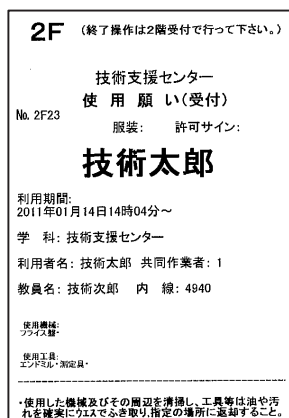 2F （終了操作は2階受付で行って下さい。）
技術支援センター
使用願い(受付)
No. 2F23
服装： 許可サイン：
技術太郎
利用期間:
2011年01月14日14時04分～
学 科: 技術支援センター
利用者名: 技術太郎 共同作業者: 1
教員名: 技術次郎 内 線: 4940
使用機械:
フライス盤・
使用工具:
エンドミル・測定具・
・使用した機械及びその周辺を清掃し、工具等は油や汚
れを確実にウエスでふき取り,指定の場所に返却すること。